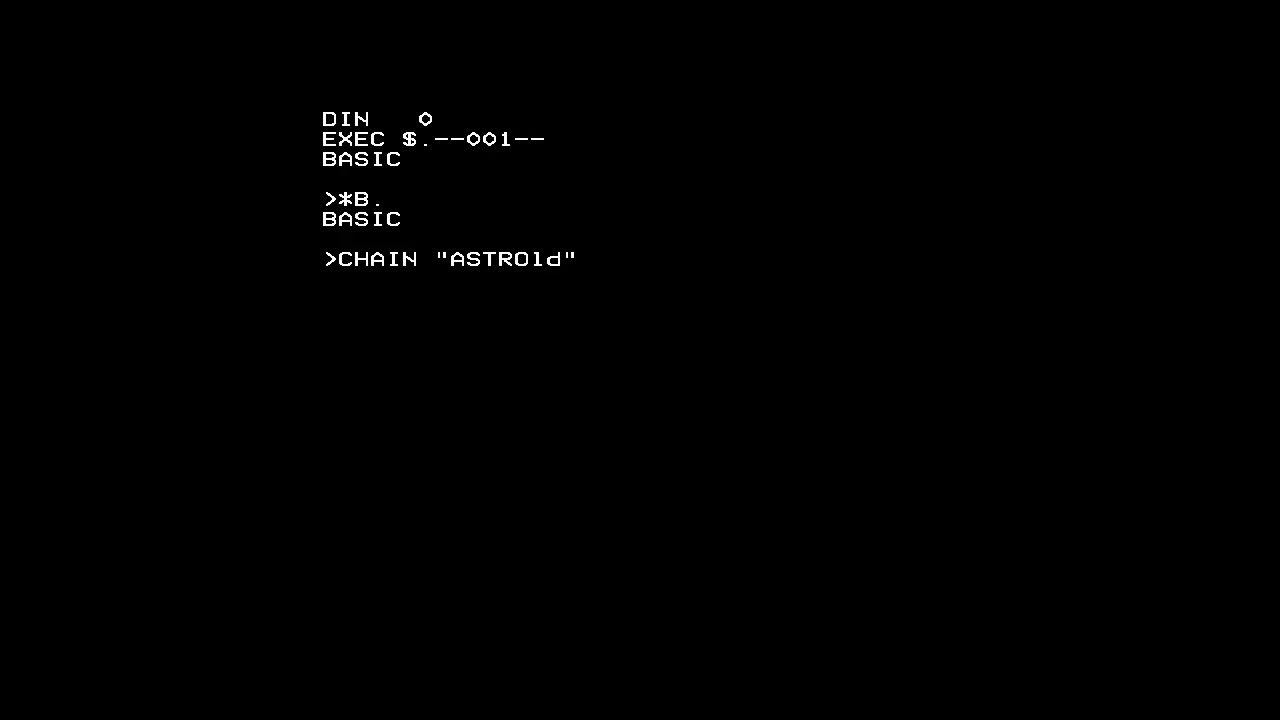 DIN   0
EXEC $.--001--
BASIC
>*B.
BASIC
>CHAIN "ASTRO1d"